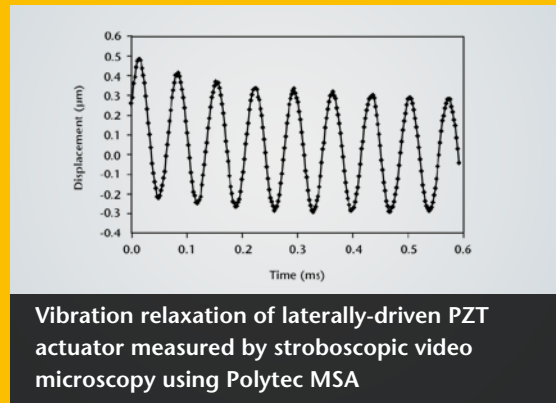 0.6
0.5
0.4
0.3
0.2
0.1
0.0
-0.1
-0.2
-0.3
-0.4
Displacement (μm)
0.0 0.1 0.2 0.3 0.4 0.5 0.6
Time (ms)
Vibration relaxation of laterally-driven PZT
actuator measured by stroboscopic video
microscopy using Polytec MSA